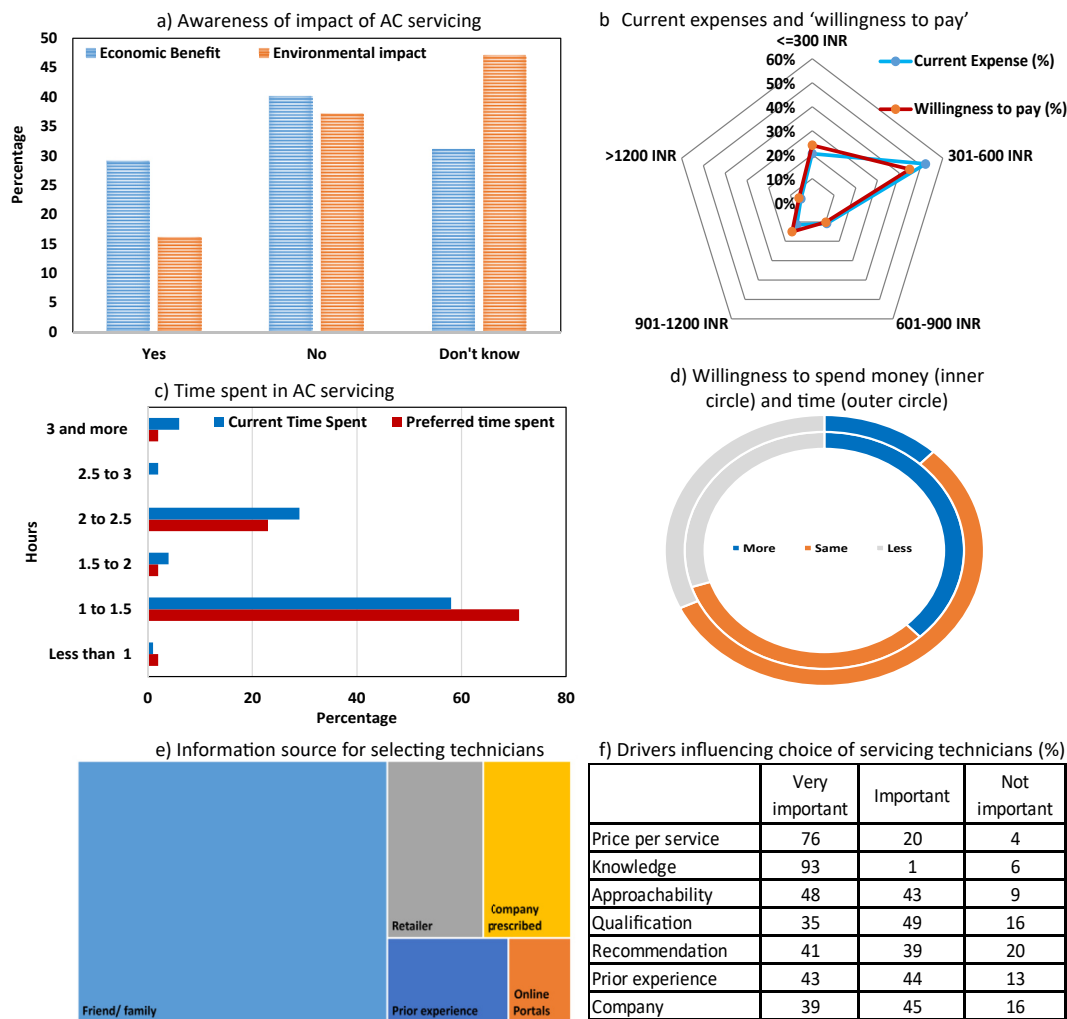 a) Awareness of impact of AC servicing
50
45
40
35
30
25
20
15
10
5
0
Percentage
Economic Benefit
Environmental impact
Yes
No
Don't know
b Current expenses and ‘willingness to pay’
<=300 INR
60%
50%
40%
30%
20%
10%
0%
Current Expense (%)
Willingness to pay (%)
>1200 INR
301-600 INR
901-1200 INR
601-900 INR
c) Time spent in AC servicing
Current Time Spent
Preferred time spent
3 and more
2.5 to 3
2 to 2.5
1.5 to 2
1 to 1.5
Less than 1
Hours
0
20
40
60
80
Percentage
d) Willingness to spend money (inner
circle) and time (outer circle)
More
Same
Less
e) Information source for selecting technicians
Friend/ family
Retailer
Company
prescribed
Prior experience
Online
Portals
f) Drivers influencing choice of servicing technicians (%)
Very important Important Not important
Price per service 76 20 4
Knowledge 93 1 6
Approachability 48 43 9
Qualification 35 49 16
Recommendation 41 39 20
Prior experience 43 44 13
Company 39 45 16